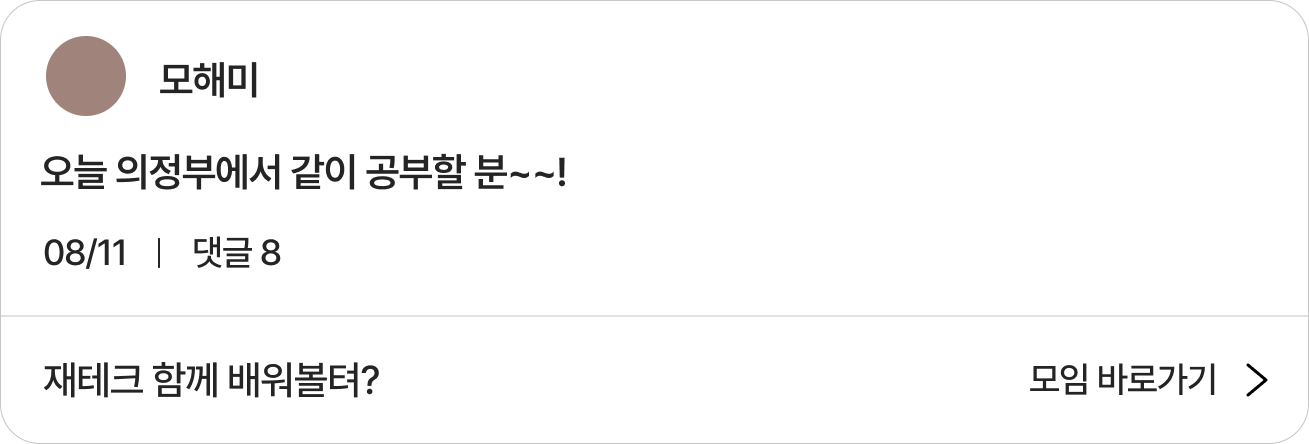 모해미
오늘 의정부에서 같이 공부할 분~~!
08/11 | 댓글 8
재테크 함께 배워볼텨?
모임 바로가기 >